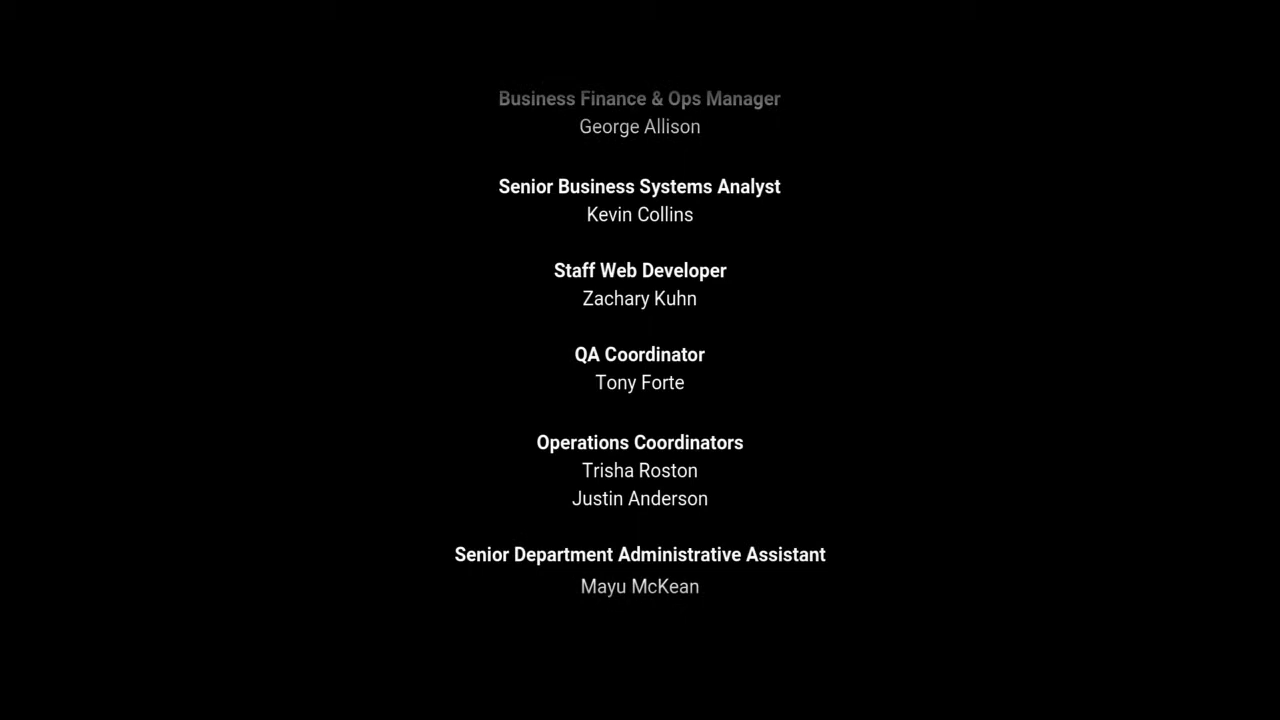 Business Finance & Ops Manager
George Allison
Senior Business Systems Analyst
Kevin Collins
Staff Web Developer
Zachary Kuhn
QA Coordinator
Tony Forte
Operations Coordinators
Trisha Roston
Justin Anderson
Senior Department Administrative Assistant
Mayu McKean